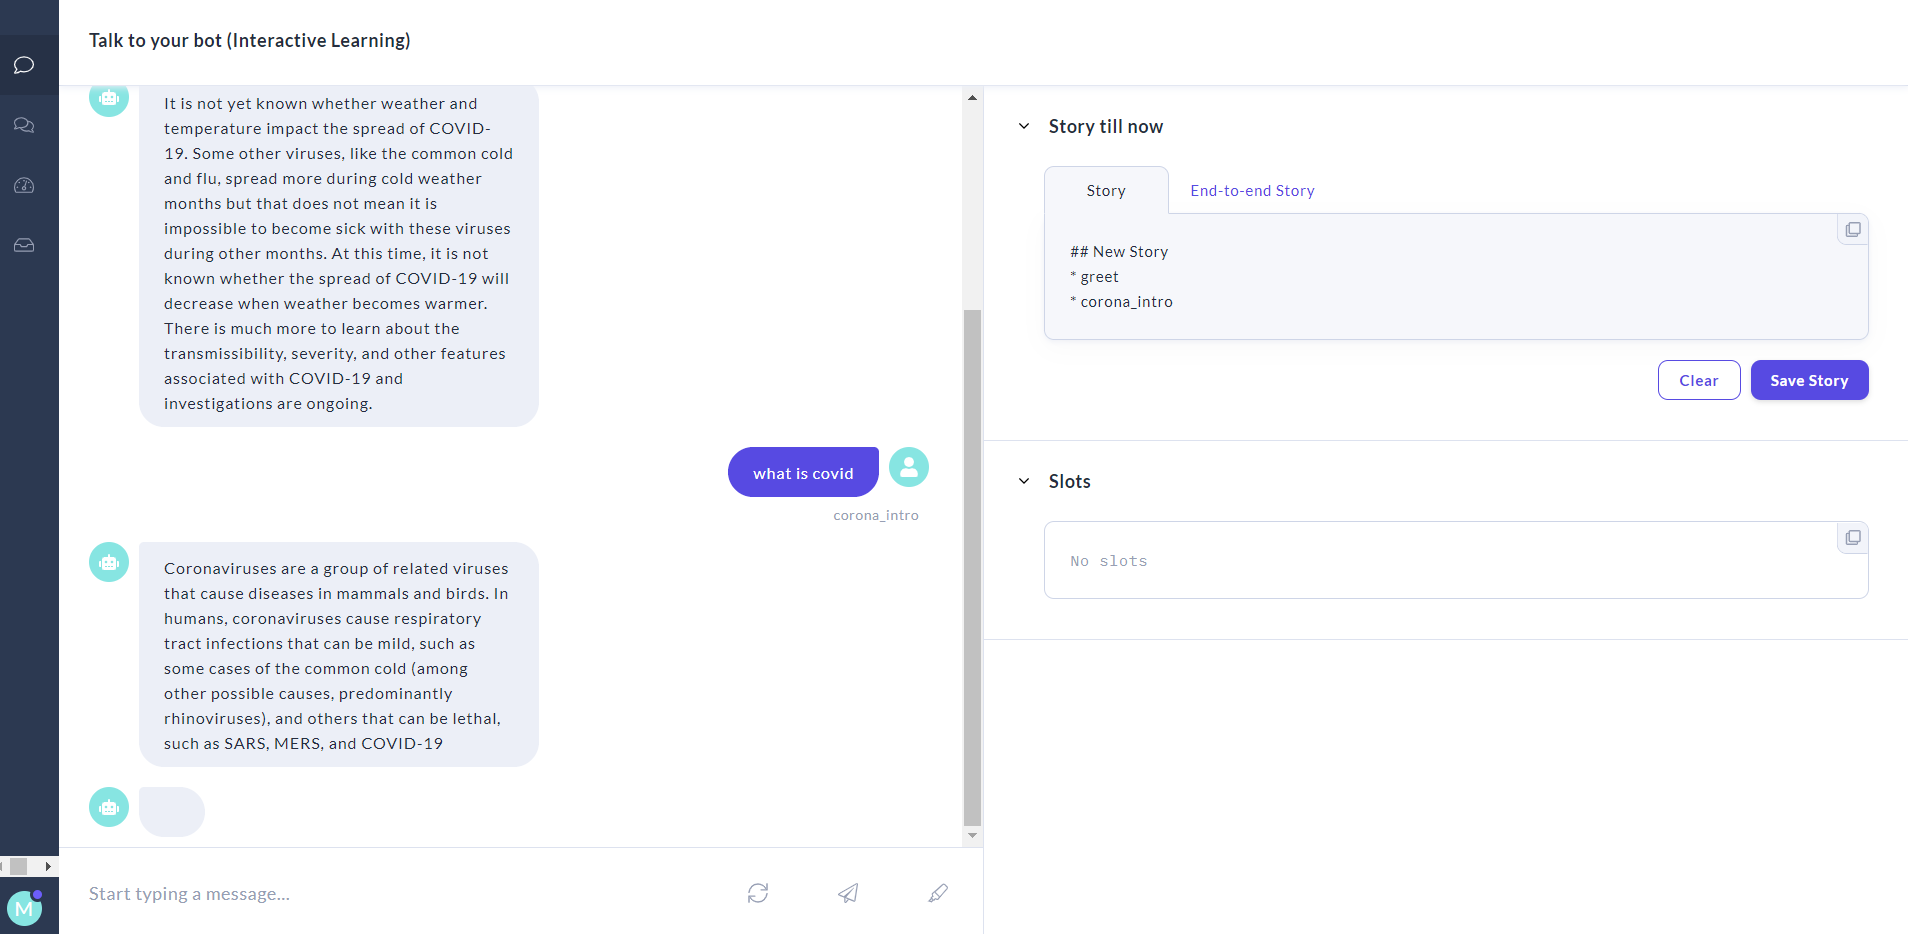 Talk to your bot (Interactive Learning)
It is not yet known whether weather and
temperature impact the spread of COVID-
19. Some other viruses, like the common cold
and flu, spread more during cold weather
months but that does not mean it is
impossible to become sick with these viruses
during other months. At this time, it is not
known whether the spread of COVID-19 will
decrease when weather becomes warmer.
There is much more to learn about the
transmissibility, severity, and other features
associated with COVID-19 and
investigations are ongoing.
what is covid
corona_intro
Coronaviruses are a group of related viruses
that cause diseases in mammals and birds. In
humans, coronaviruses cause respiratory
tract infections that can be mild, such as
some cases of the common cold (among
other possible causes, predominantly
rhinoviruses), and others that can be lethal,
such as SARS, MERS, and COVID-19
Start typing a message...
M
Story till now
Story
End-to-end Story
## New Story
* greet
* corona_intro
Clear
Save Story
Slots
No slots